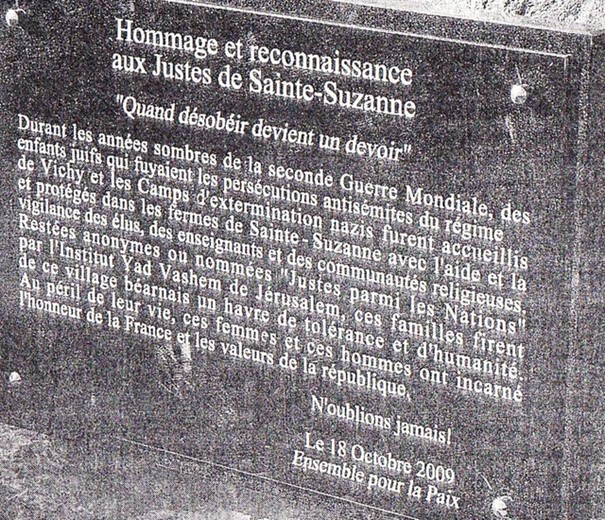 Hommage et reconnaissance
aux Justes de Sainte-Suzanne
"Quand désobéir devient un devoir"
Durant les années sombres de la seconde Guerre Mondiale, des
enfants juifs qui fuyaient les persécutions antisémites du régime
de Vichy et les Camps d'extermination nazis furent accueillis
et protégés dans les fermes de Sainte-Suzanne avec l'aide et la
vigilance des élus, des enseignants et des communautés religieuses.
Restées anonymes ou nommées "Justes parmi les Nations"
par l'Institut Yad Vashem de Jérusalem, ces familles firent
de ce village béarnais un havre de tolérance et d'humanité.
Au péril de leur vie, ces femmes et ces hommes ont incarné
l'honneur de la France et les valeurs de la république.
N'oublions jamais!
Le 18 Octobre 2009
Ensemble pour la Paix